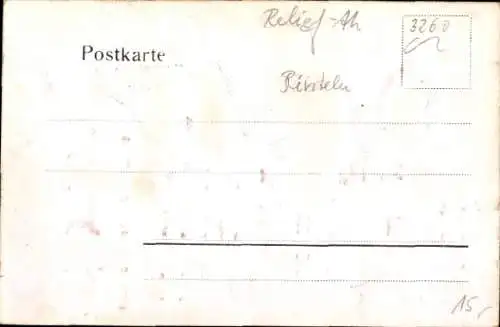 Relief=Ak
3260
Postkarte
Rinteln
15,-